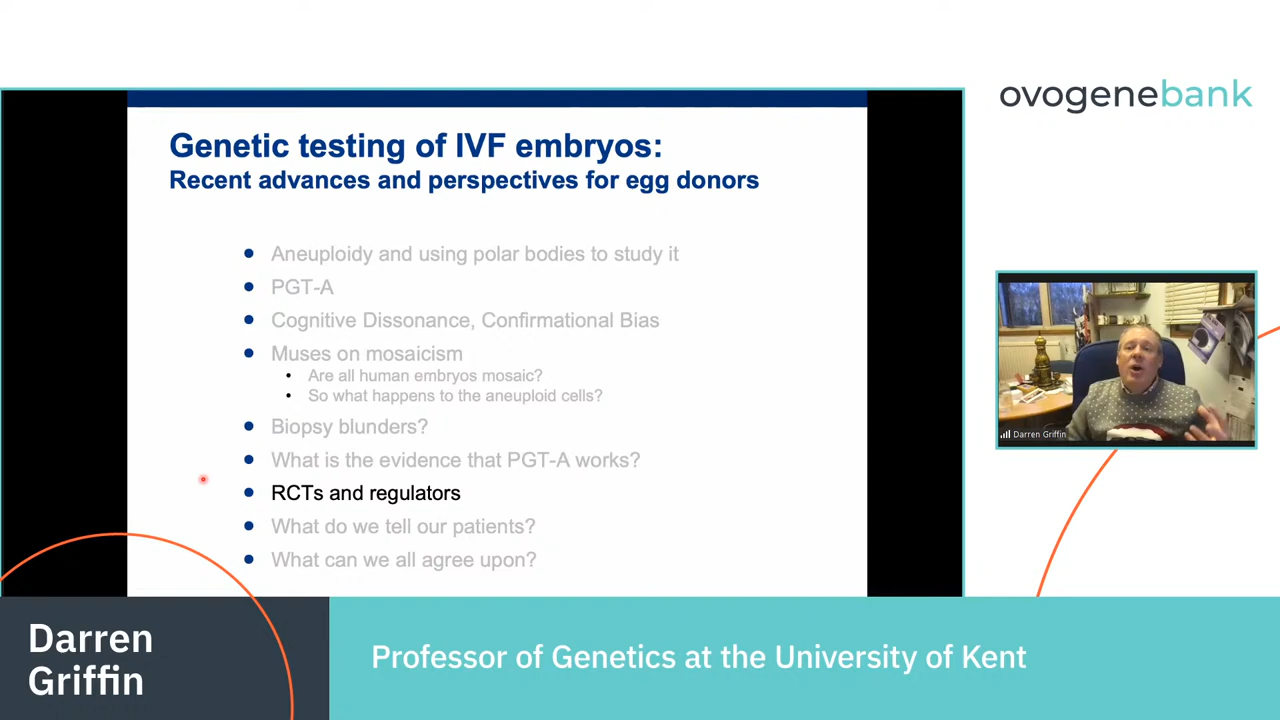 ovogenebank
Genetic testing of IVF embryos:
Recent advances and perspectives for egg donors
Aneuploidy and using polar bodies to study it
PGT-A
Cognitive Dissonance, Confirmational Bias
Muses on mosaicism
Are all human embryos mosaic?
So what happens to the aneuploid cells?
Biopsy blunders?
What is the evidence that PGT-A works?
RCTs and regulators
What do we tell our patients?
What can we all agree upon?
Darren Griffin
Darren
Griffin
Professor of Genetics at the University of Kent